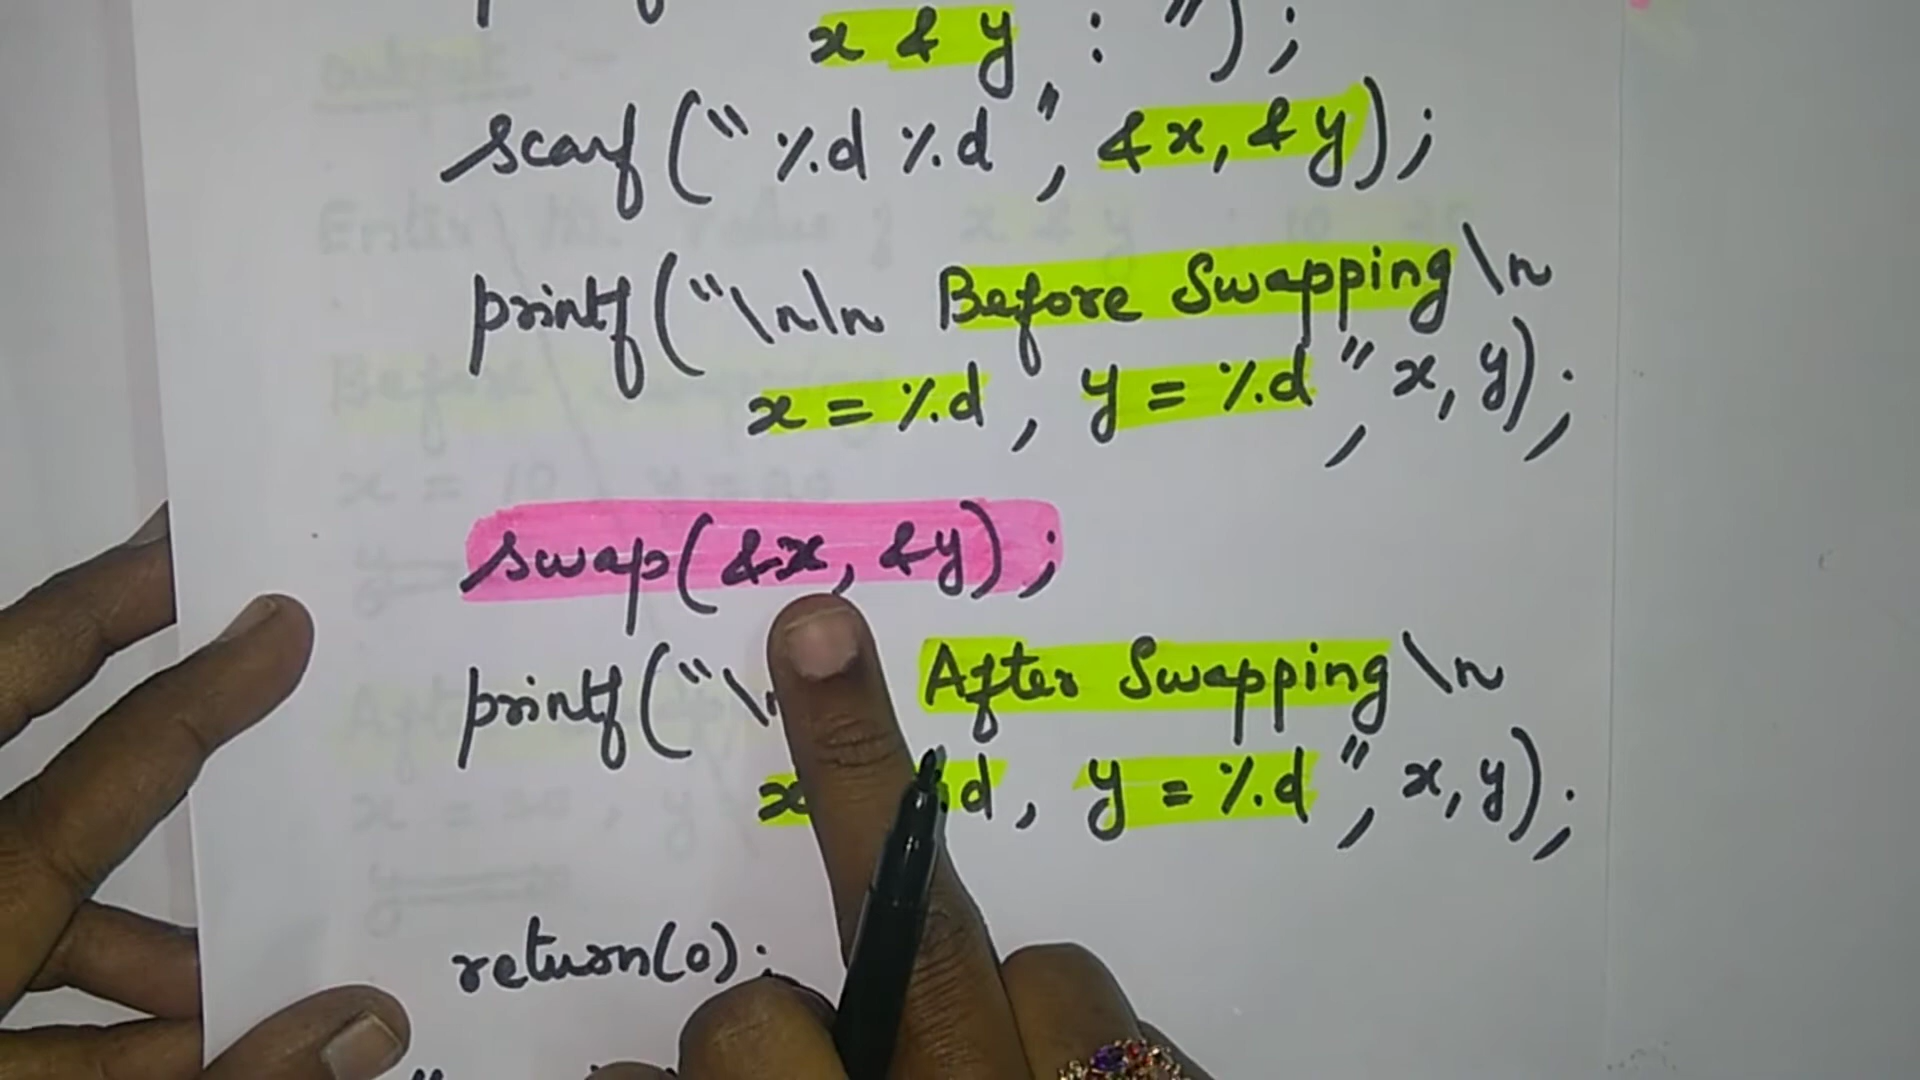 x & y : ");
scanf("%d %d", &x, &y);
printf("\n\n Before Swapping \n
x = %d, y = %d", x, y);
swap(&x, &y);
printf("\n After Swapping \n
x d, y = %d", x, y);
return(0);